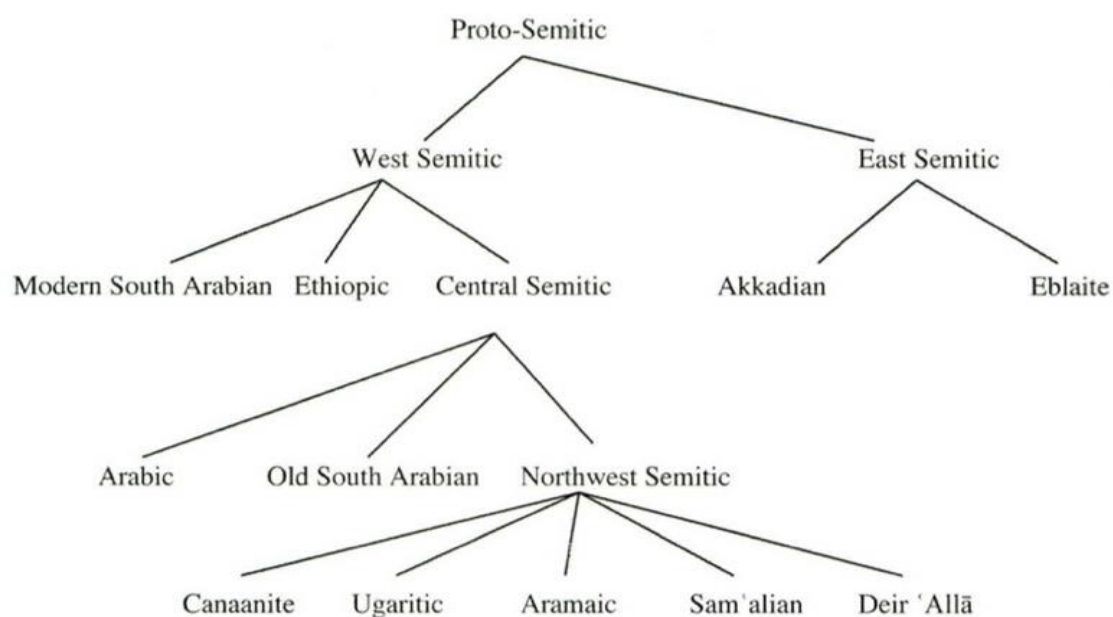 Proto-Semitic
West Semitic East Semitic
Modern South Arabian Ethiopic Central Semitic Akkadian Eblaite
Arabic Old South Arabian Northwest Semitic
Canaanite Ugaritic Aramaic Samʾalian Deir ʿAllā